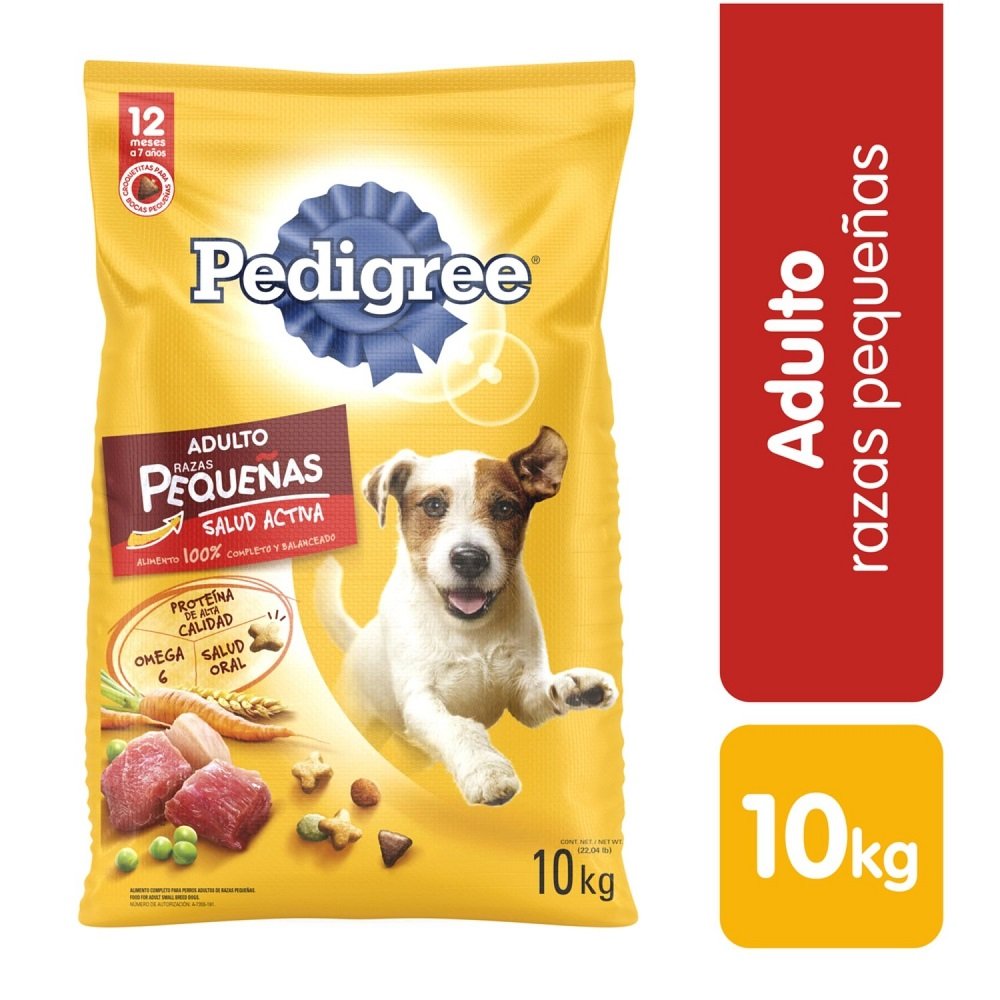 12
meses
a 7 años
CROQUETITAS PARA
BOCAS PEQUEÑAS
Pedigree®
ADULTO
RAZAS
PEQUEÑAS
SALUD ACTIVA
ALIMENTO 100% COMPLETO Y BALANCEADO
PROTEÍNA
DE ALTA
CALIDAD
OMEGA
6
SALUD
ORAL
CONT. NET. / NET WT.
(22,04 lb)
10kg
ALIMENTO COMPLETO PARA PERROS ADULTOS DE RAZAS PEQUEÑAS.
FOOD FOR ADULT SMALL BREED DOGS.
Adulto
razas pequeñas
10kg